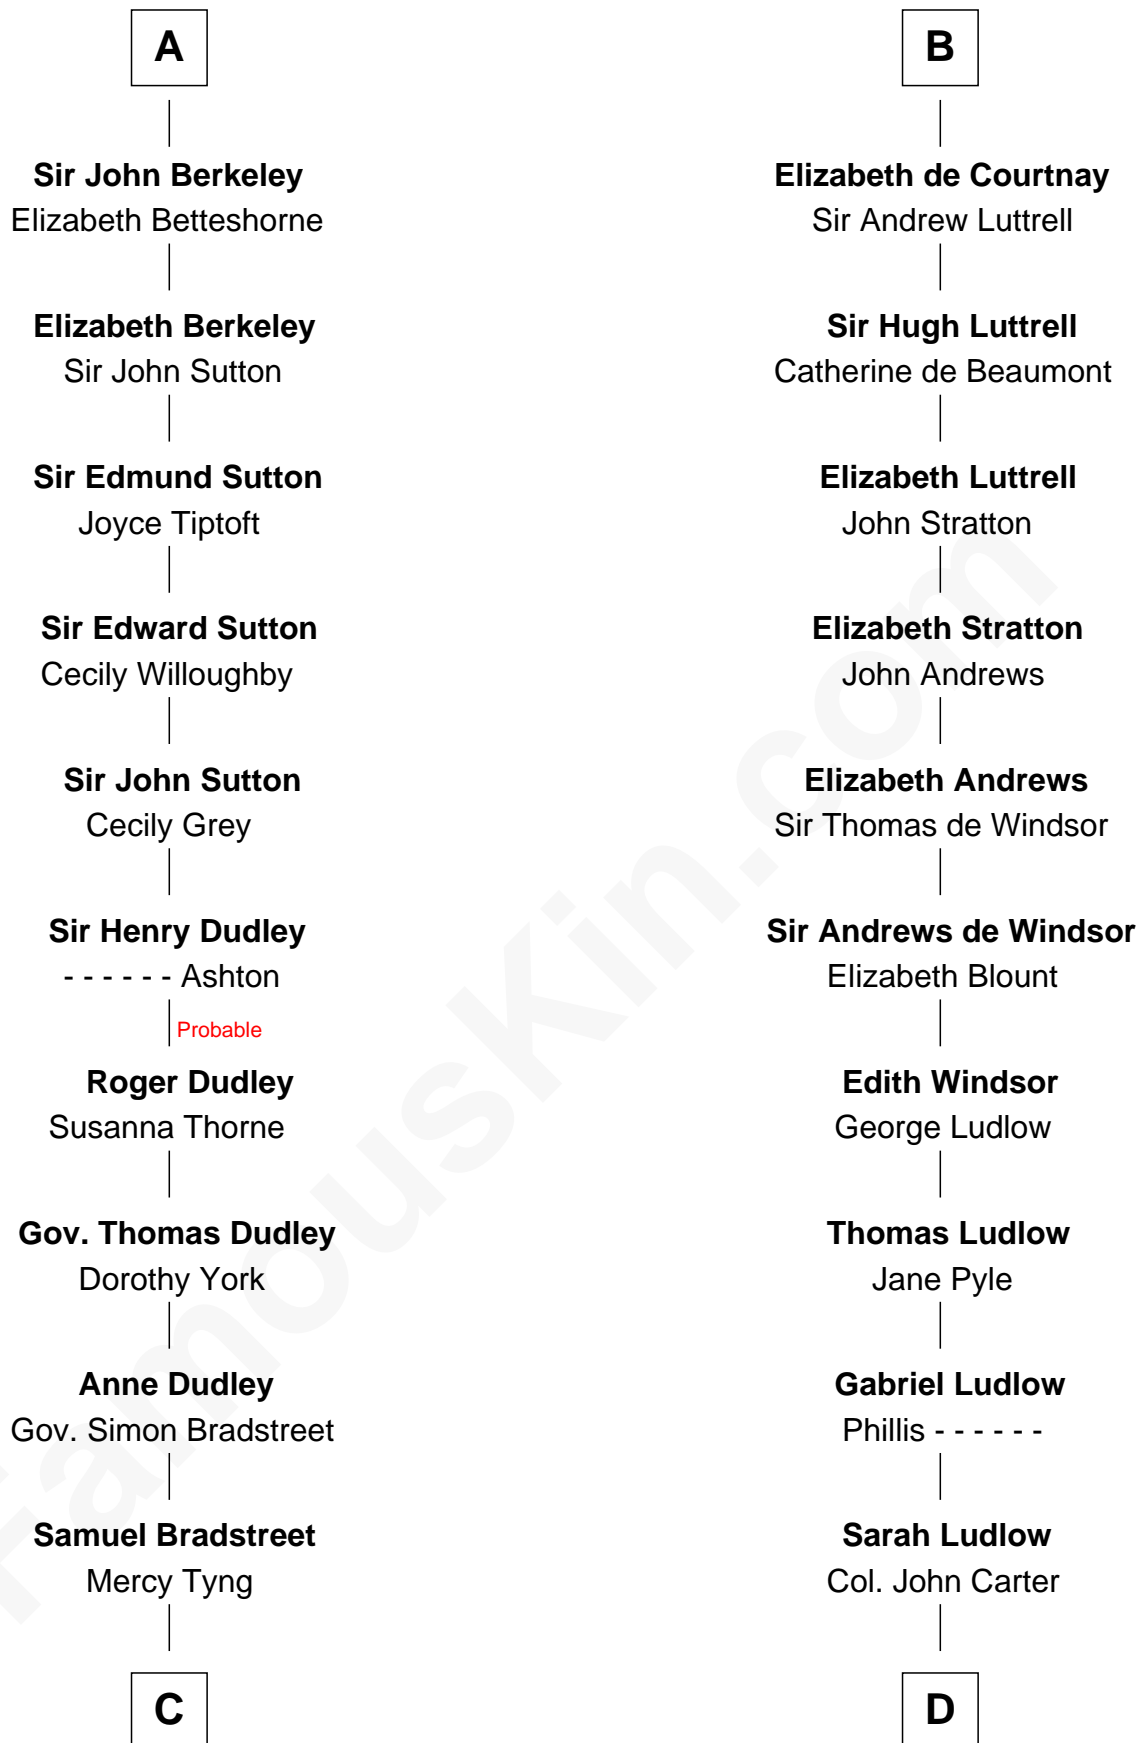 A
Sir John Berkeley
Elizabeth Betteshorne
Elizabeth Berkeley
Sir John Sutton
Sir Edmund Sutton
Joyce Tiptoft
Sir Edward Sutton
Cecily Willoughby
Sir John Sutton
Cecily Grey
Sir Henry Dudley
- - - - - - Ashton
Probable
Roger Dudley
Susanna Thorne
Gov. Thomas Dudley
Dorothy York
Anne Dudley
Gov. Simon Bradstreet
Samuel Bradstreet
Mercy Tyng
C
B
Elizabeth de Courtnay
Sir Andrew Luttrell
Sir Hugh Luttrell
Catherine de Beaumont
Elizabeth Luttrell
John Stratton
Elizabeth Stratton
John Andrews
Elizabeth Andrews
Sir Thomas de Windsor
Sir Andrews de Windsor
Elizabeth Blount
Edith Windsor
George Ludlow
Thomas Ludlow
Jane Pyle
Gabriel Ludlow
Phillis - - - - - -
Sarah Ludlow
Col. John Carter
D
FamousKin.com